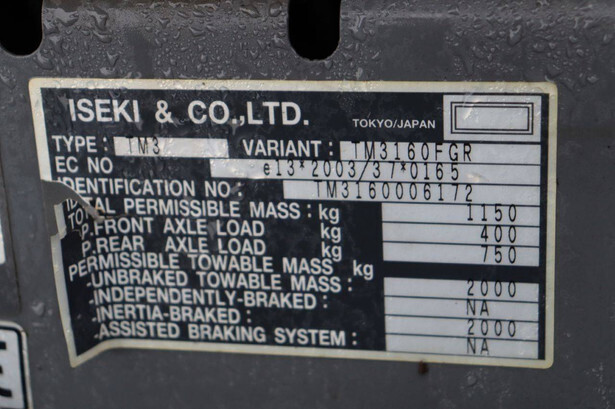 ISEKI & CO.,LTD. TOKYO/JAPAN
TYPE : TM3 VARIANT : TM3160FGR
EC NO e13*2003/37*0165
IDENTIFICATION NO : TM31600006172
TOTAL PERMISSIBLE MASS : kg 1150
P.FRONT AXLE LOAD kg 400
P.REAR AXLE LOAD kg 750
PERMISSIBLE TOWABLE MASS kg
-UNBRAKED TOWABLE MASS : 2000
-INDEPENDENTLY-BRAKED : NA
-INERTIA-BRAKED : 2000
-ASSISTED BRAKING SYSTEM : NA
E